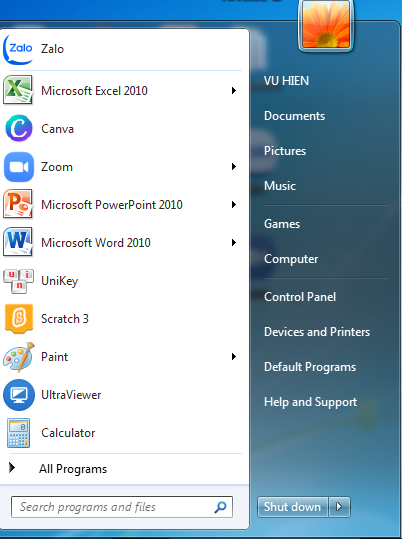 Zalo
Zalo
Microsoft Excel 2010
Canva
Zoom
Microsoft PowerPoint 2010
Microsoft Word 2010
UniKey
Scratch 3
Paint
UltraViewer
Calculator
All Programs
Search programs and files
VU HIEN
Documents
Pictures
Music
Games
Computer
Control Panel
Devices and Printers
Default Programs
Help and Support
Shut down